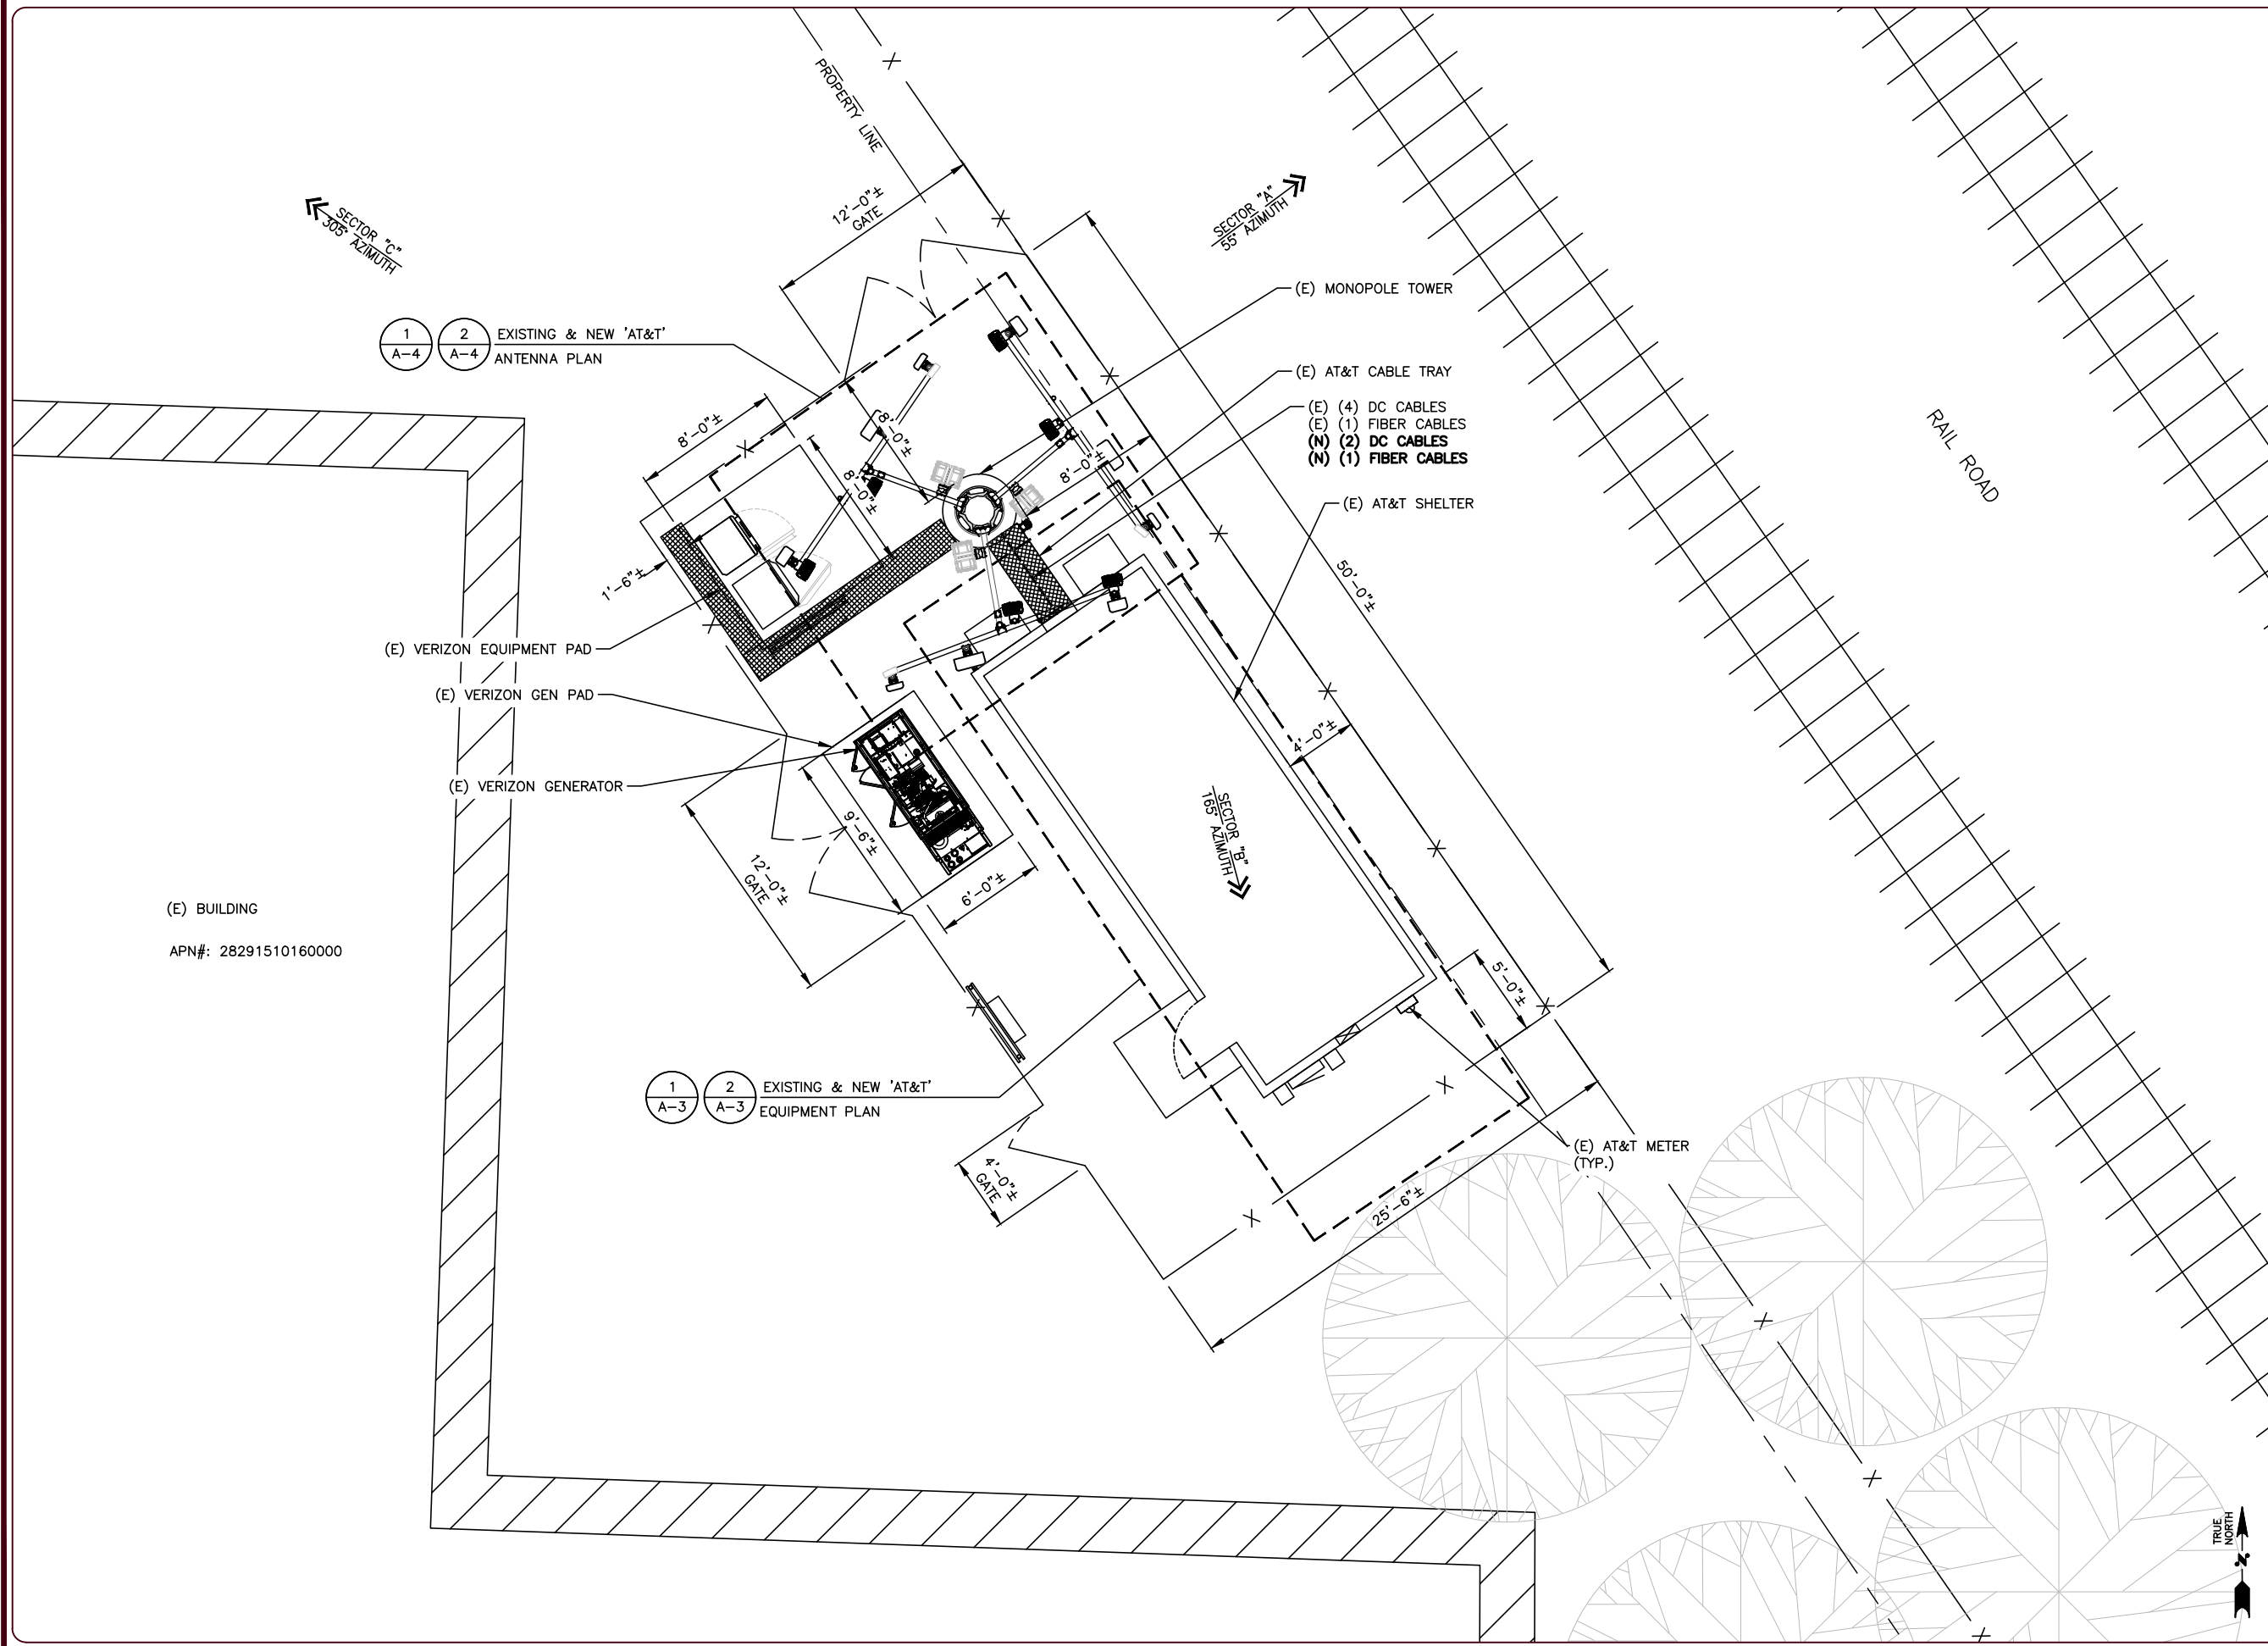 PROPERTY LINE
12'-0"±
GATE
SECTOR "C"
305° AZIMUTH
SECTOR "A"
55° AZIMUTH
(E) MONOPOLE TOWER
1
A-4
2
A-4
EXISTING & NEW 'AT&T'
ANTENNA PLAN
(E) AT&T CABLE TRAY
(E) (4) DC CABLES
(E) (1) FIBER CABLES
(N) (2) DC CABLES
(N) (1) FIBER CABLES
8'-0"±
8'-0"±
8'-0"±
8'-0"±
RAIL ROAD
(E) AT&T SHELTER
1'-6"±
50'-0"±
(E) VERIZON EQUIPMENT PAD
(E) VERIZON GEN PAD
(E) VERIZON GENERATOR
4'-0"±
9'-6"±
SECTOR "B"
165° AZIMUTH
12'-0"±
GATE
6'-0"±
(E) BUILDING
APN#: 28291510160000
5'-0"±
1
A-3
2
A-3
EXISTING & NEW 'AT&T'
EQUIPMENT PLAN
(E) AT&T METER
(TYP.)
4'-0"±
GATE
25'-6"±
TRUE
NORTH